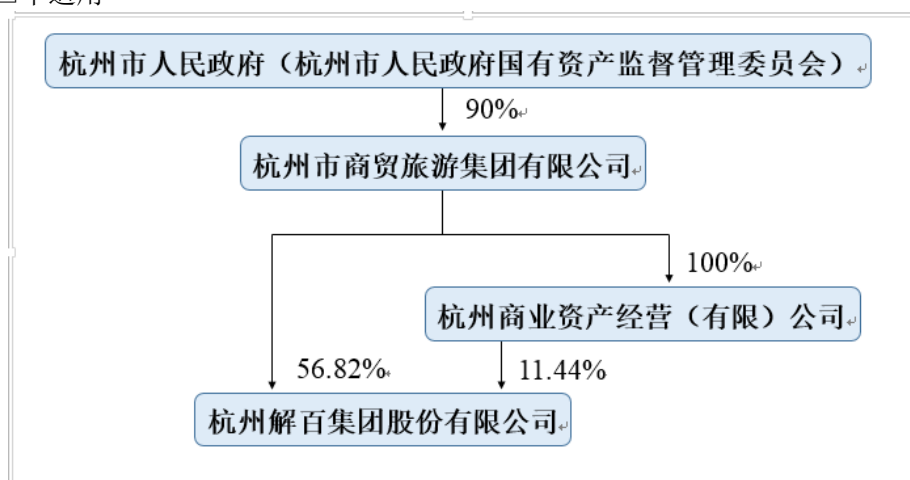 杭州市人民政府（杭州市人民政府国有资产监督管理委员会）
90%
杭州市商贸旅游集团有限公司
100%
杭州商业资产经营（有限）公司
56.82%
11.44%
杭州解百集团股份有限公司